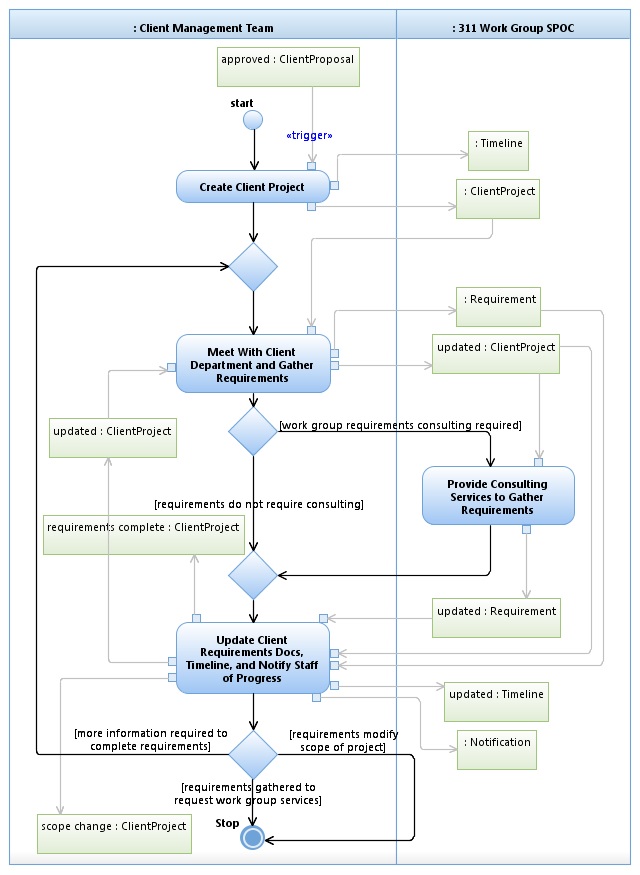 : Client Management Team
: 311 Work Group SPOC
approved : ClientProposal
start
«trigger»
: Timeline
Create Client Project
: ClientProject
: Requirement
Meet With Client
Department and Gather
Requirements
updated : ClientProject
updated : ClientProject
[work group requirements consulting required]
Provide Consulting
Services to Gather
Requirements
[requirements do not require consulting]
requirements complete : ClientProject
updated : Requirement
Update Client
Requirements Docs,
Timeline, and Notify Staff
of Progress
updated : Timeline
[more information required to
complete requirements]
[requirements modify
scope of project]
: Notification
[requirements gathered to
request work group services]
Stop
scope change : ClientProject